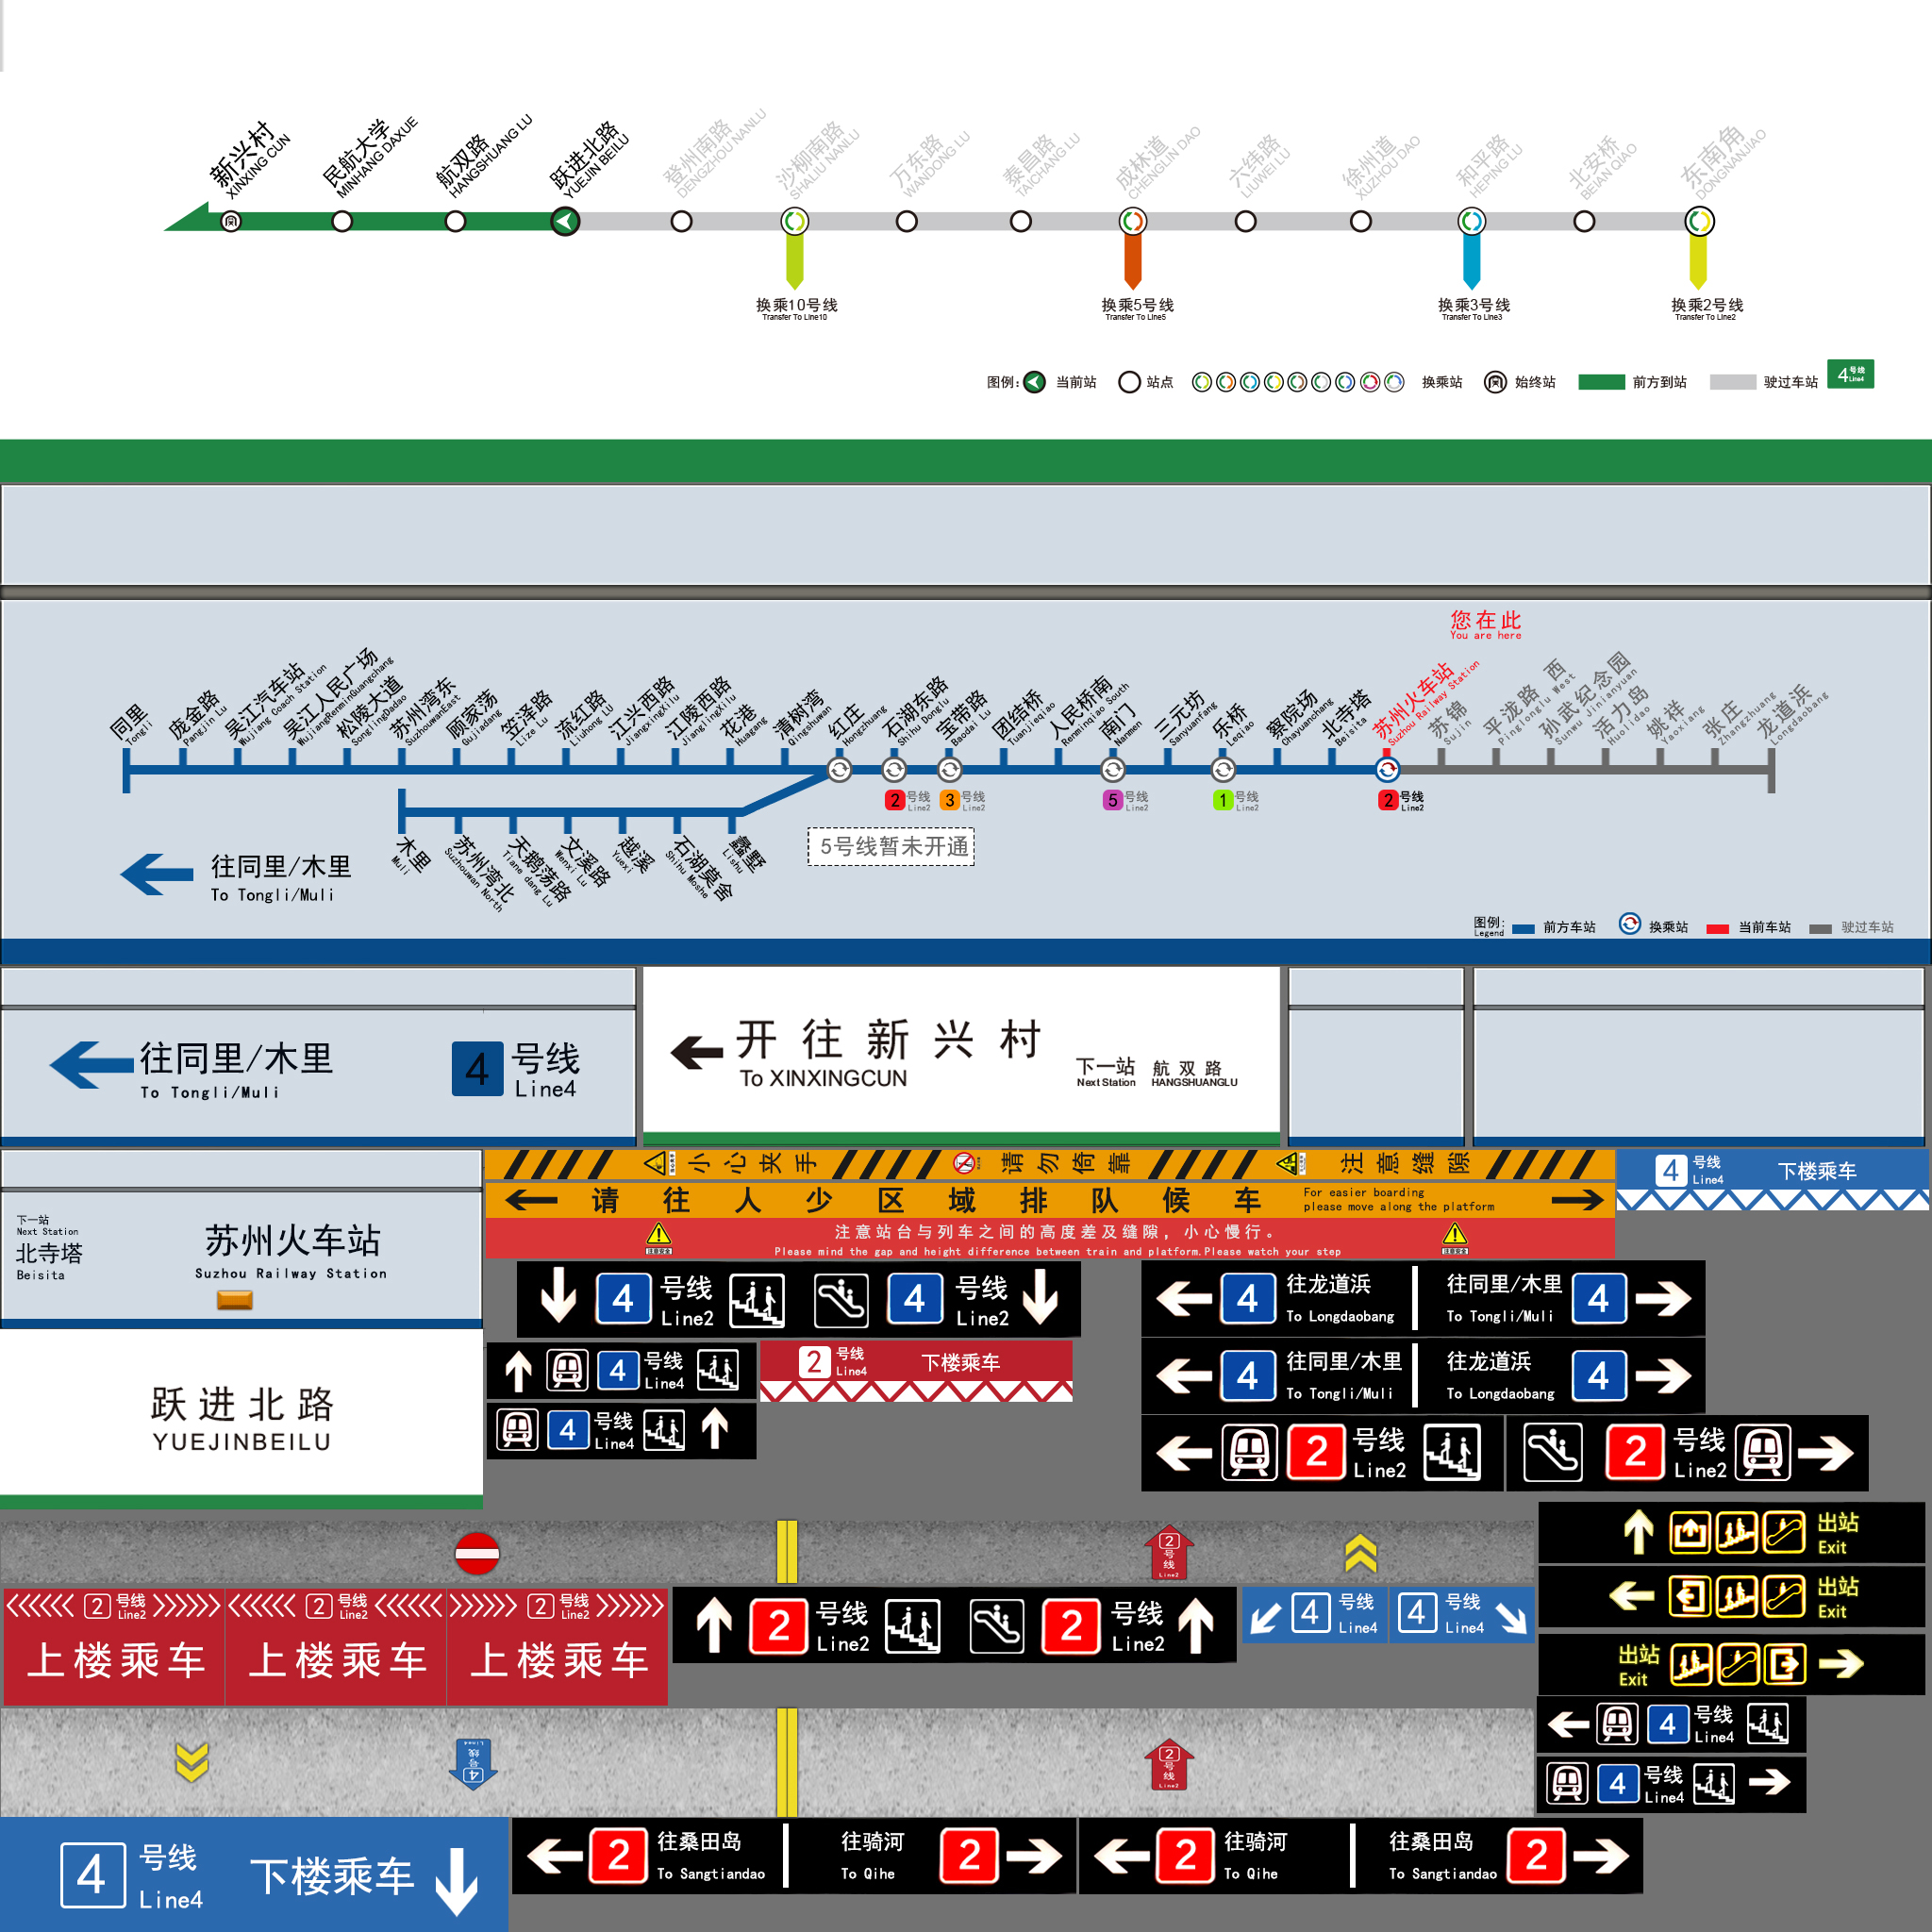 新兴村
XINXING CUN
民航大学
MINHANG DAXUE
航双路
HANGSHUANG LU
跃进北路
YUEJIN BEILU
登州南路
DENGZHOU NANLU
沙柳南路
SHALIU NANLU
万东路
WANDONG LU
泰昌路
TAICHANG LU
成林道
CHENGLIN DAO
六纬路
LIUWEI LU
徐州道
XUZHOU DAO
和平路
HEPING LU
北安桥
BEIAN QIAO
东南角
DONGNANJIAO
换乘10号线
Transfer To Line10
换乘5号线
Transfer To Line5
换乘3号线
Transfer To Line3
换乘2号线
Transfer To Line2
图例: 当前站 站点 换乘站 始终站 前方到站 驶过车站 4号线
Line4
您在此
You are here
同里
Tongli
庞金路
Pangjin Lu
吴江汽车站
Wujiang Coach Station
吴江人民广场
WujiangRenminGuangchang
松陵大道
SonglingDadao
苏州湾东
SuzhouwanEast
顾家荡
Gujiadang
笠泽路
Lize Lu
流红路
Liuhong LU
江兴西路
JiangxingXilu
江陵西路
JianglingXilu
花港
Huagang
清树湾
Qingshuwan
红庄
Hongzhuang
石湖东路
Shihu Donglu
宝带路
Baodai Lu
团结桥
Tuanjieqiao
人民桥南
Renminqiao South
南门
Nanmen
三元坊
Sanyuanfang
乐桥
Leqiao
察院场
Chayuanchang
北寺塔
Beisita
苏州火车站
Suzhou Railway Station
苏锦
Sujin
平泷路 西
Pinglonglu West
孙武纪念园
Sunwu Jinianyuan
活力岛
Huolidao
姚祥
Yaoxiang
张庄
Zhangzhuang
龙道浜
Longdaobang
2 号线
Line2
3 号线
Line2
5 号线
Line2
1 号线
Line2
2 号线
Line2
5号线暂未开通
木里
Muli
苏州湾北
Suzhouwan North
天鹅荡路
Tiane dang Lu
文溪路
Wenxi Lu
越溪
Yuexi
石湖莫舍
Shihu Moshe
蠡墅
Lishu
往同里/木里
To Tongli/Muli
图例:
Legend
前方车站 换乘站 当前车站 驶过车站
往同里/木里
To Tongli/Muli
4 号线
Line4
开往新兴村
To XINXINGCUN
下一站 航双路
Next Station HANGSHUANGLU
小心夹手 请勿倚靠 注意缝隙
请往人少区域排队候车
For easier boarding
please move along the platform
注意站台与列车之间的高度差及缝隙，小心慢行。
Please mind the gap and height difference between train and platform.Please watch your step
4 号线
Line4
下楼乘车
下一站
Next Station
北寺塔
Beisita
苏州火车站
Suzhou Railway Station
跃进北路
YUEJINBEILU
4 号线
Line2
4 号线
Line2
4 号线
Line4
2 号线
Line4
下楼乘车
4 号线
Line4
4 往龙道浜
To Longdaobang
往同里/木里 4
To Tongli/Muli
4 往同里/木里
To Tongli/Muli
往龙道浜 4
To Longdaobang
2 号线
Line2
2 号线
Line2
2
号
线
Line2
出站
Exit
出站
Exit
出站
Exit
2 号线
Line2
上楼乘车
2 号线
Line2
上楼乘车
2 号线
Line2
上楼乘车
2 号线
Line2
2 号线
Line2
4 号线
Line4
4 号线
Line4
4 号线
Line4
4 号线
Line4
4
号
线
Line4
2
号
线
Line2
4 号线
Line4
下楼乘车
2 往桑田岛
To Sangtiandao
往骑河 2
To Qihe
2 往骑河
To Qihe
往桑田岛 2
To Sangtiandao